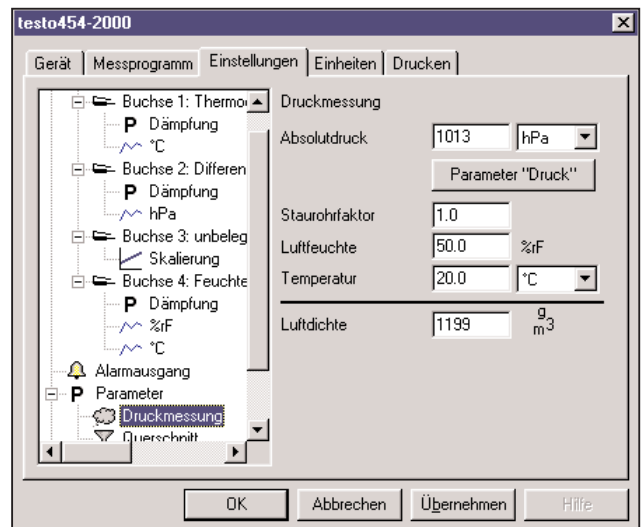 testo454-2000
Gerät Messprogramm Einstellungen Einheiten Drucken
Buchse 1: Thermo
P Dämpfung
°C
Buchse 2: Differen
P Dämpfung
hPa
Buchse 3: unbeleg
Skalierung
Buchse 4: Feuchte
P Dämpfung
%rF
°C
Alarmausgang
P Parameter
Druckmessung
Querschnitt
Druckmessung
Absolutdruck 1013 hPa
Parameter "Druck"
Staurohrfaktor 1.0
Luftfeuchte 50.0 %rF
Temperatur 20.0 °C
Luftdichte 1199 g
m3
OK Abbrechen Übernehmen Hilfe